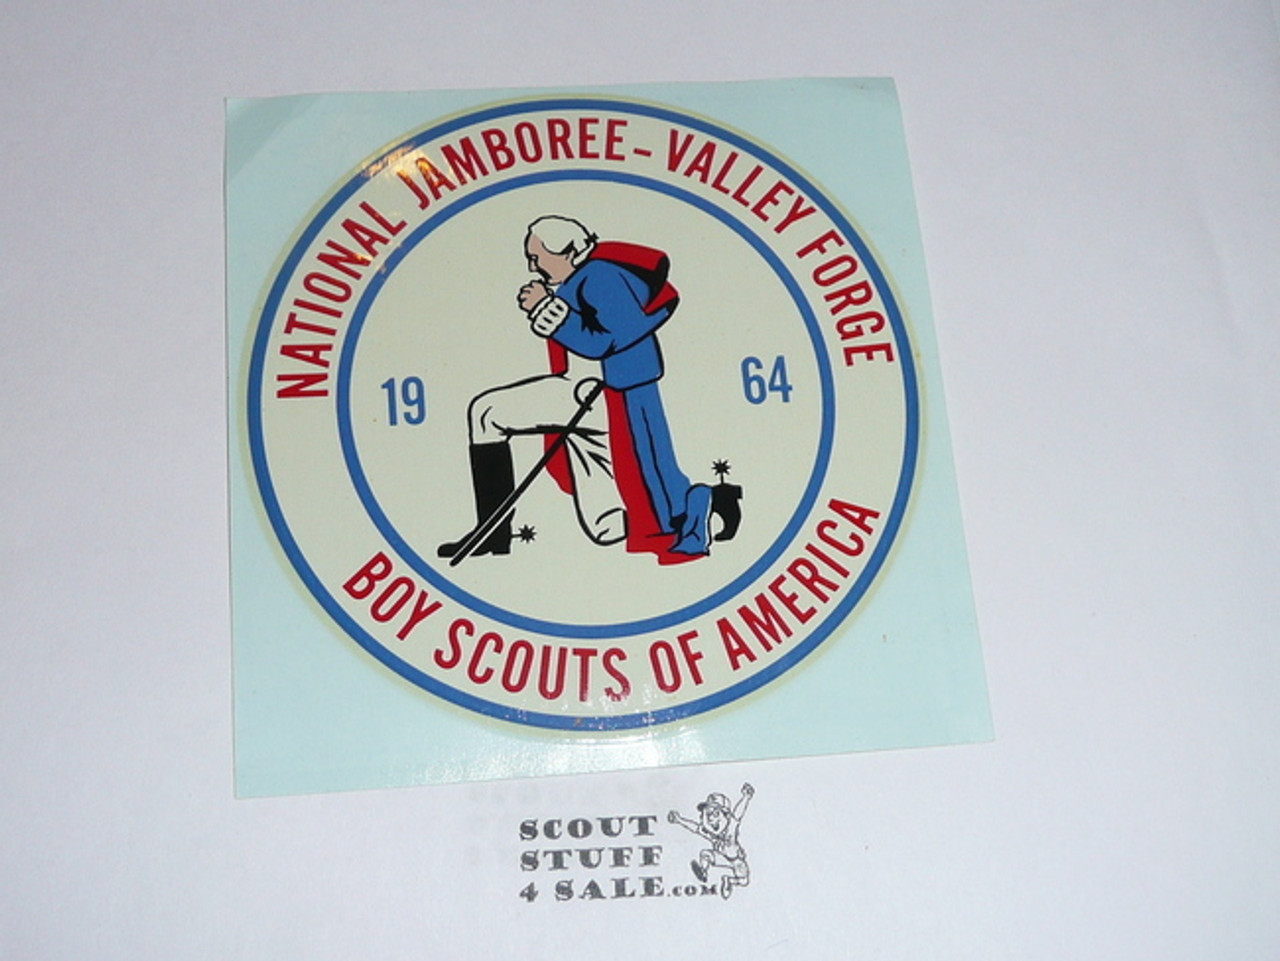 NATIONAL JAMBOREE - VALLEY FORGE
19 64
BOY SCOUTS OF AMERICA
SCOUT
STUFF
4 SALE.COM